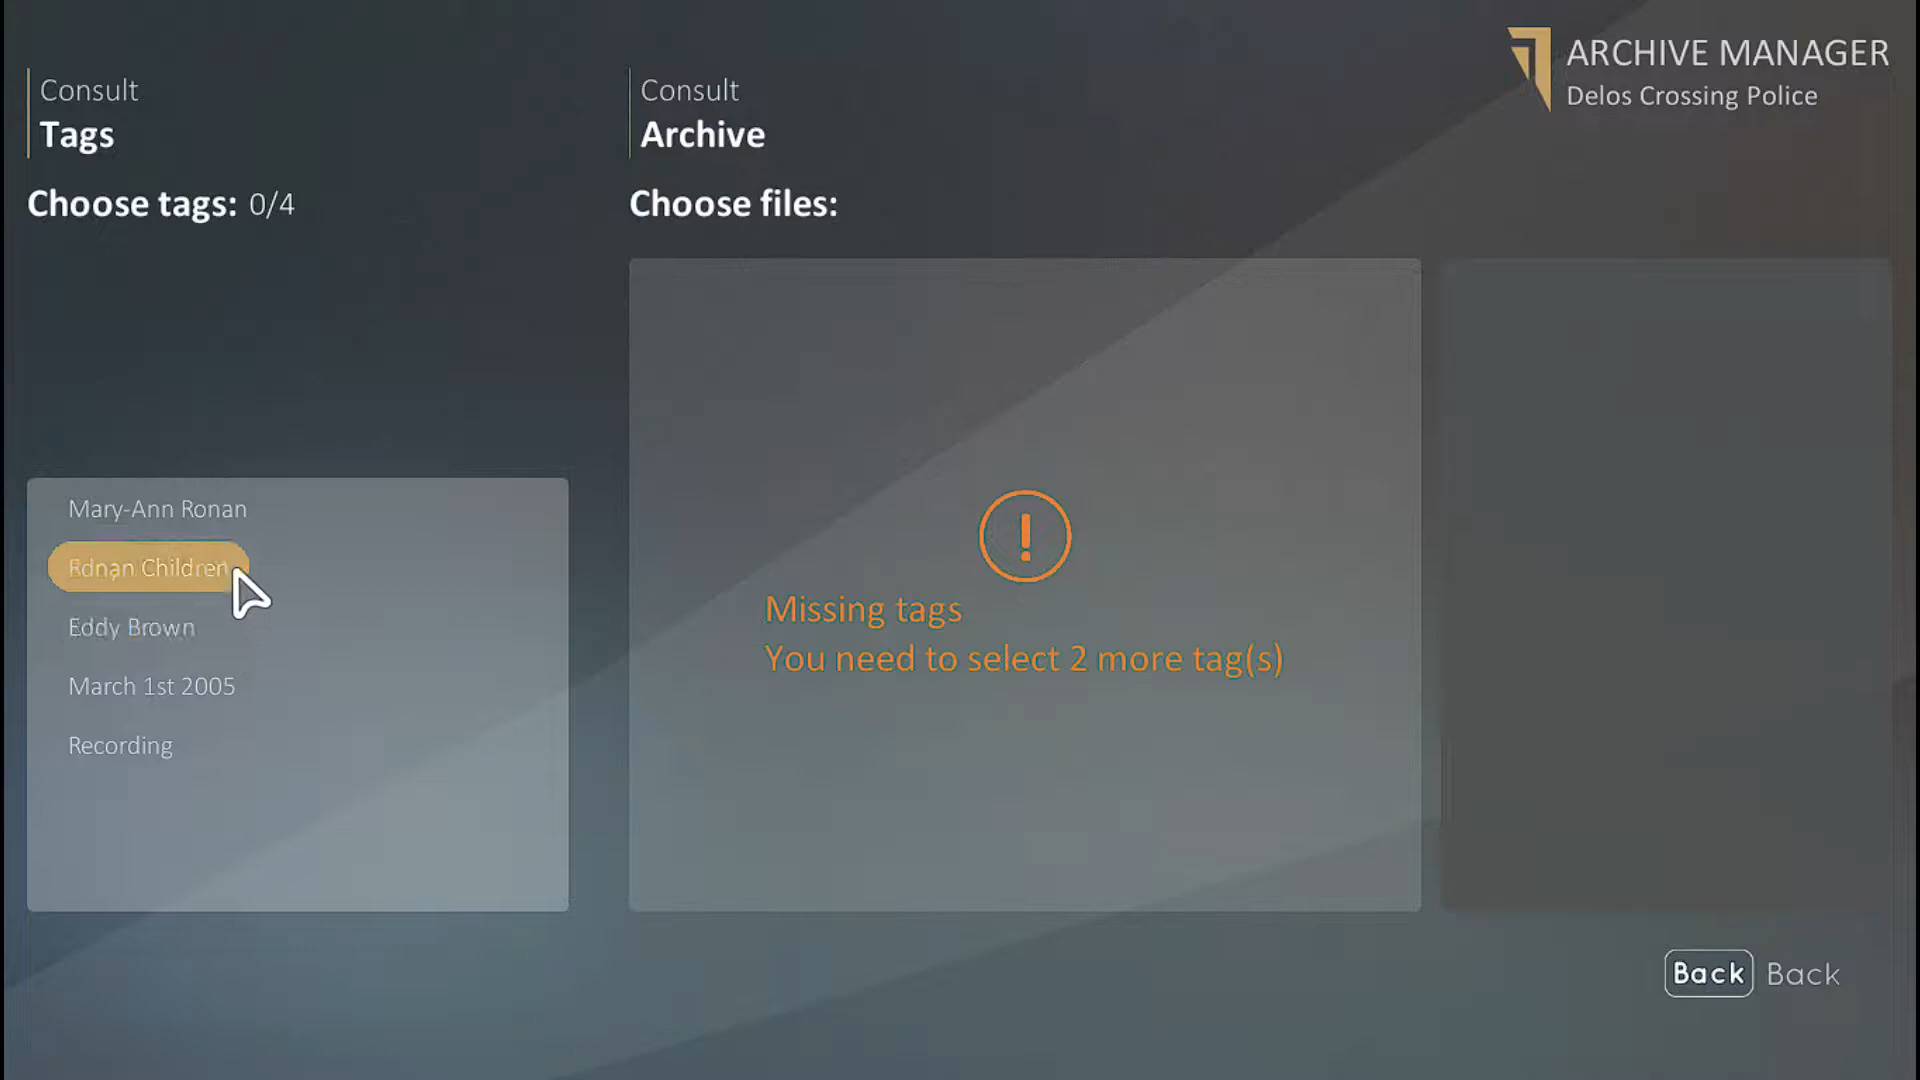 ARCHIVE MANAGER
Delos Crossing Police
Consult
Tags
Choose tags: 0/4
Mary-Ann Ronan
Children
Eddy Brown
March 1st 2005
Recording
Consult
Archive
Choose files:
!
Missing tags
You need to select 2 more tag(s)
Back Back